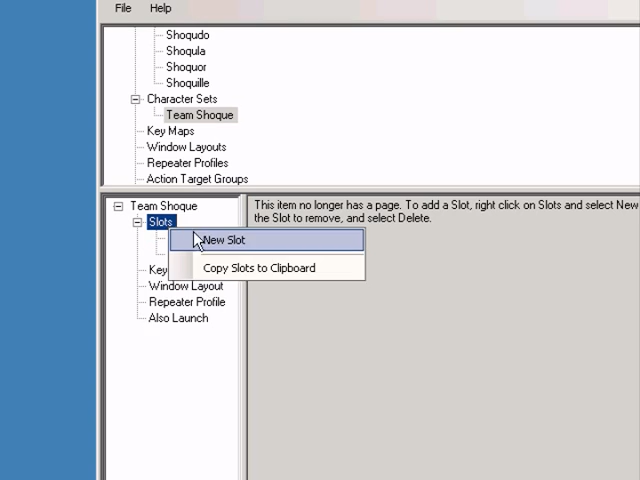 File Help
Shoqudo
Shoqula
Shoquor
Shoquille
Character Sets
Team Shoque
Key Maps
Window Layouts
Repeater Profiles
Action Target Groups
Team Shoque
Slots
New Slot
Copy Slots to Clipboard
Key
Window Layout
Repeater Profile
Also Launch
This item no longer has a page. To add a Slot, right click on Slots and select New
the Slot to remove, and select Delete.